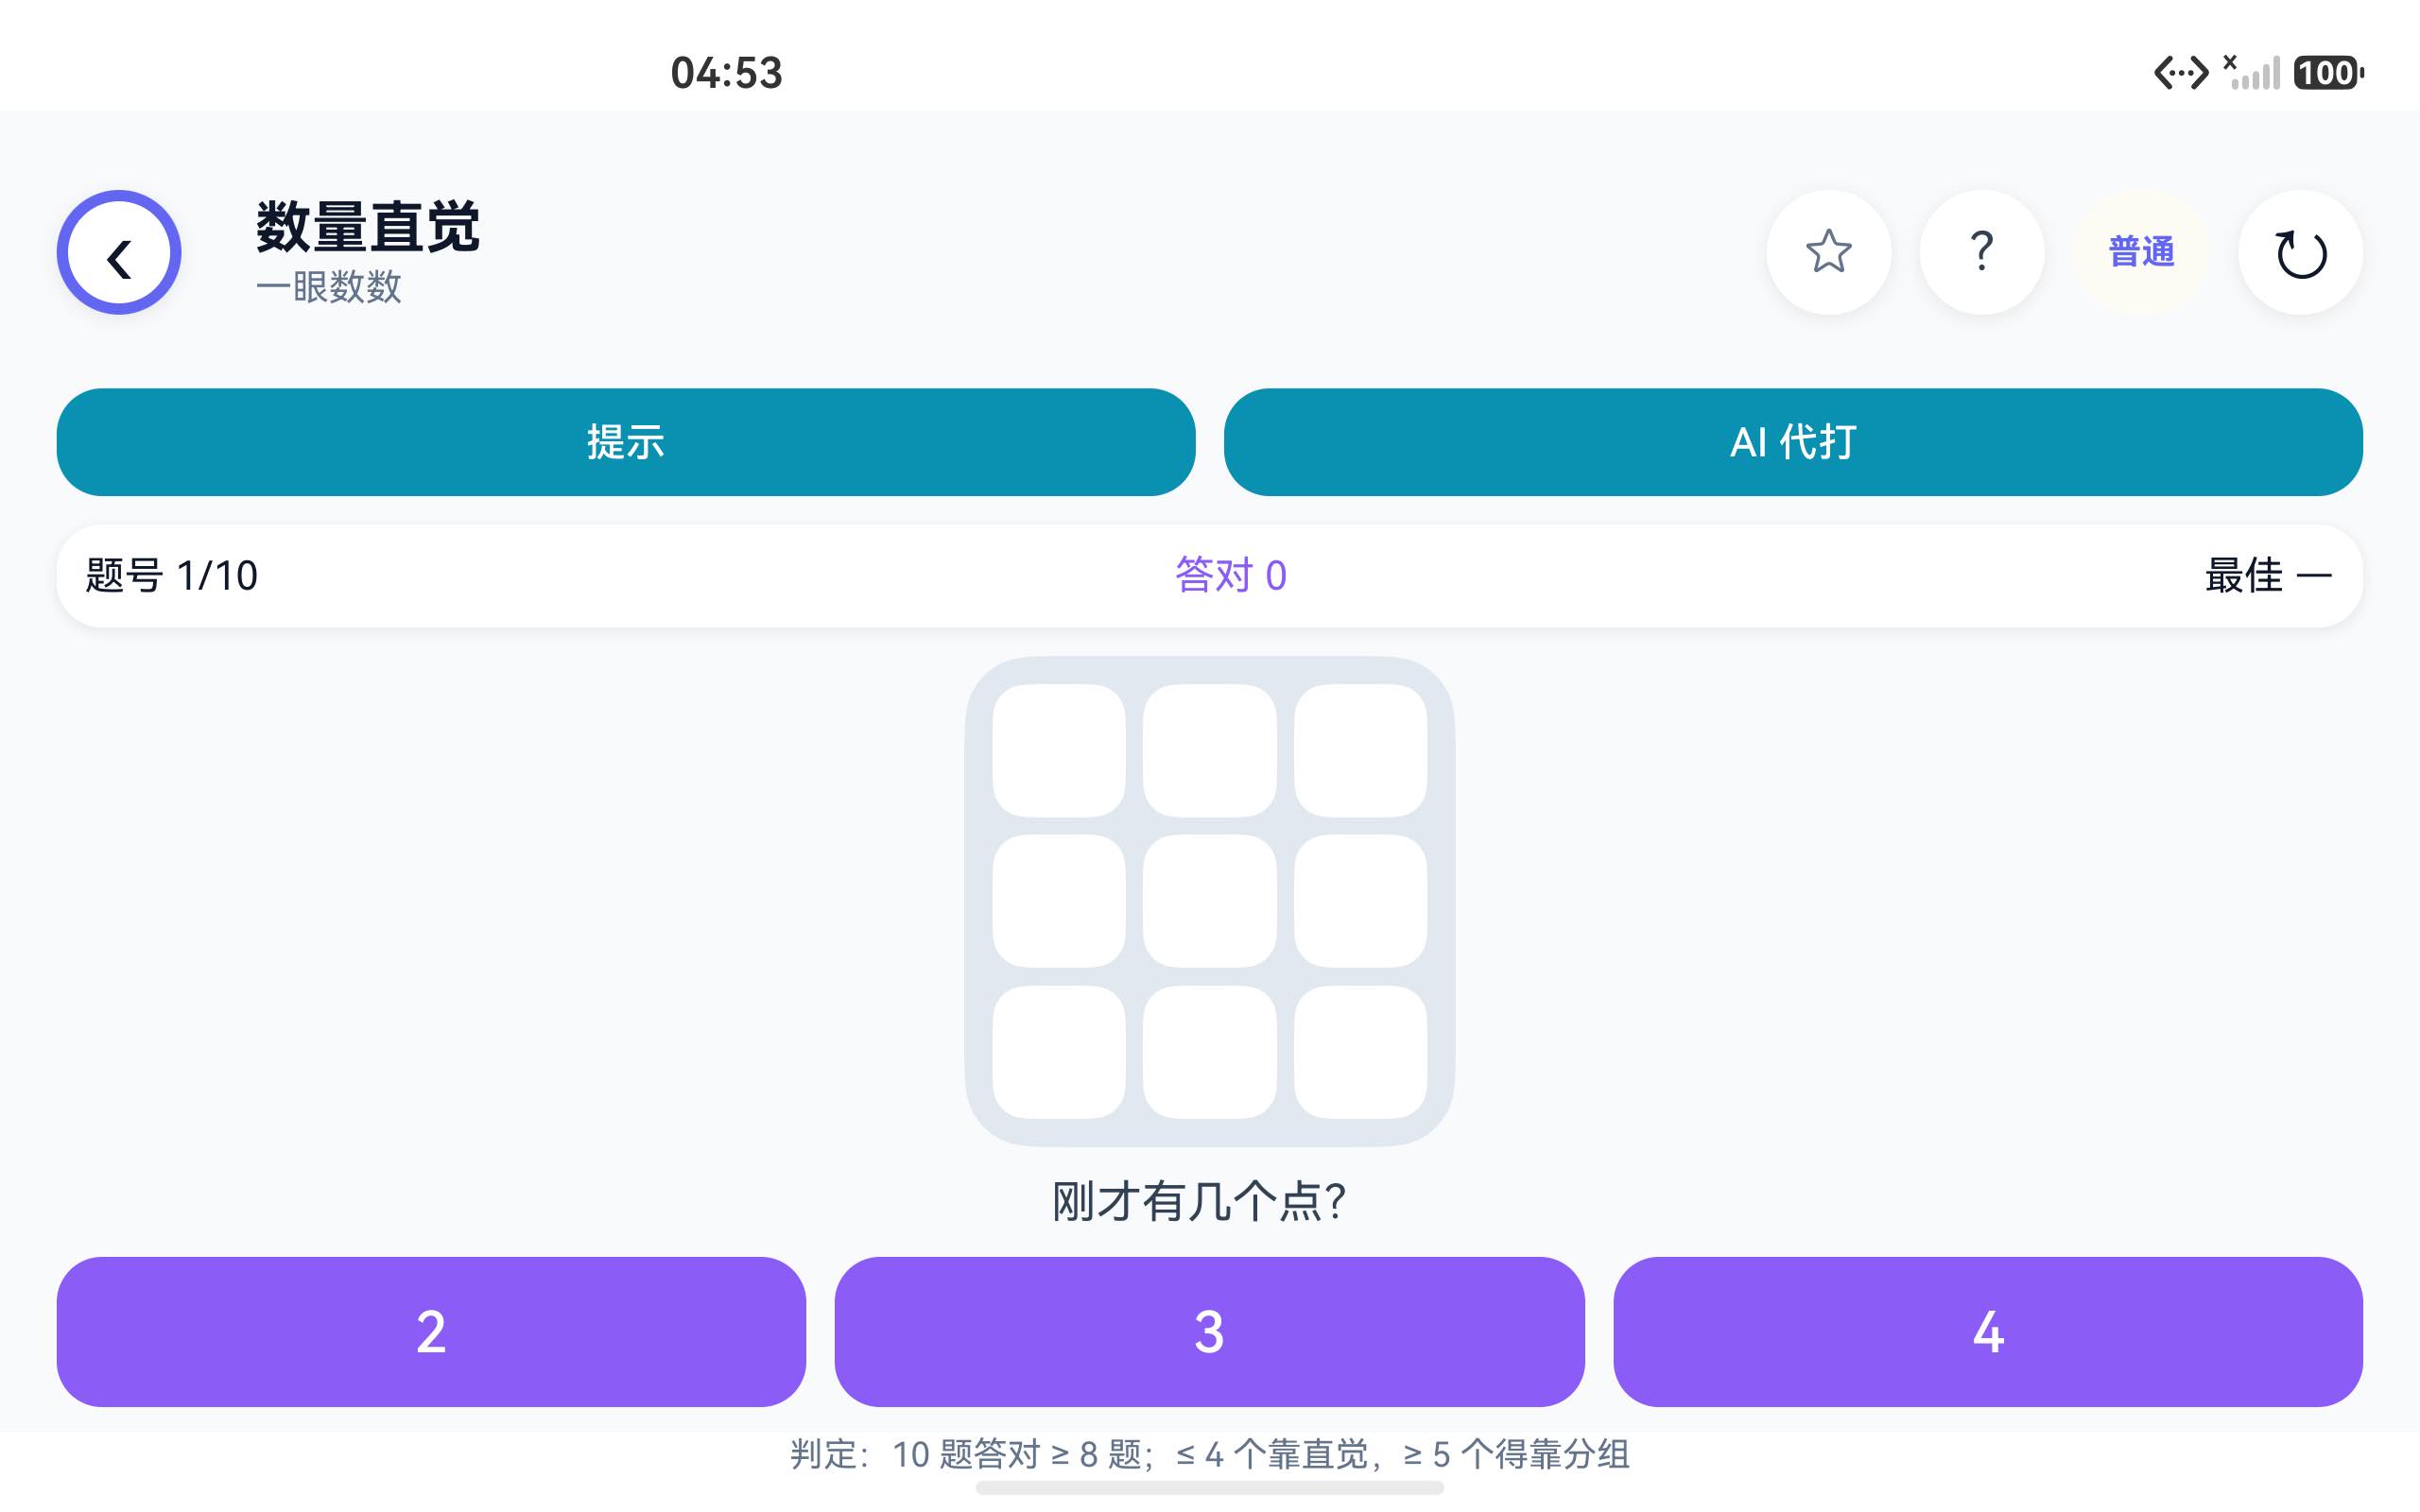 04:53
100
数量直觉
一眼数数
?
普通
提示
AI 代打
题号 1/10
答对 0
最佳 —
刚才有几个点？
2
3
4
判定：10 题答对 ≥ 8 题；≤ 4 个靠直觉，≥ 5 个得靠分组